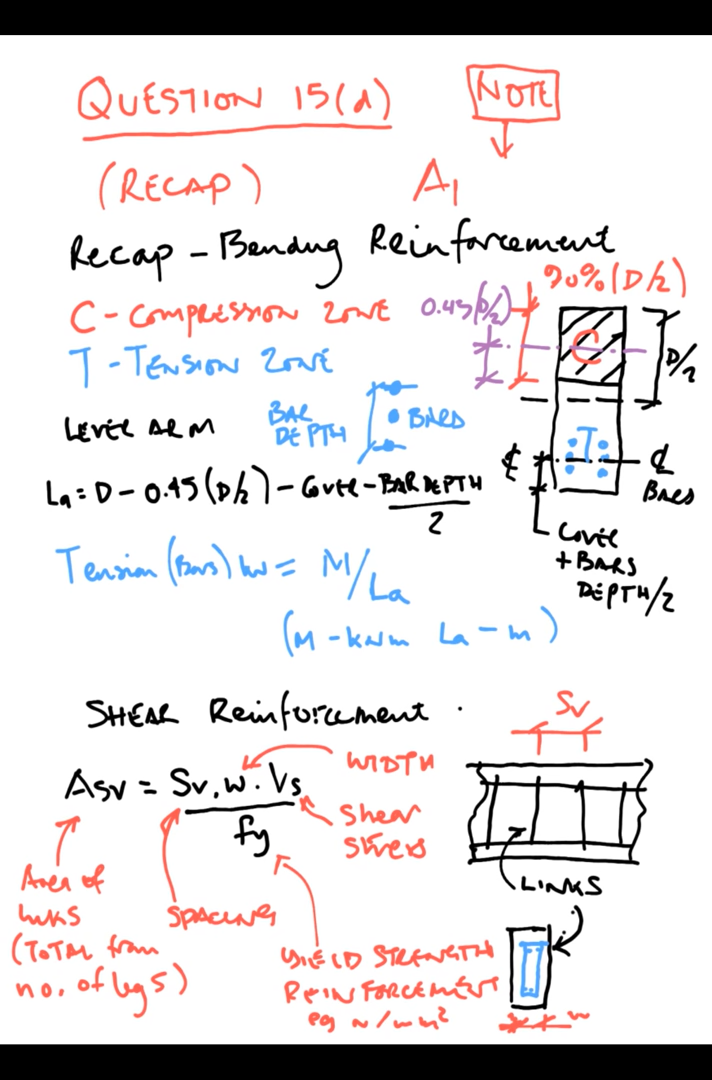 QUESTION 15(d)
NOTE
(RECAP)
A1
Recap - Bending Reinforcement
90% (D/2)
C - COMPRESSION ZONE
0.45(D/2)
C
D/2
T - TENSION ZONE
LEVER ARM
BAR
DEPTH
BARS
T
℄
℄
BARS
La = D - 0.45(D/2) - COVER - BAR DEPTH
2
COVER
+ BARS
DEPTH/2
Tension (Bars) kN = M/La
(M - kNm La - m)
SHEAR Reinforcement .
Sv
Asv = Sv.w.Vs
fy
WIDTH
Shear
stress
Area of
links
(TOTAL from
no. of legs)
SPACING
YIELD STRENGTH
REINFORCEMENT
eg N/mm²
LINKS
w